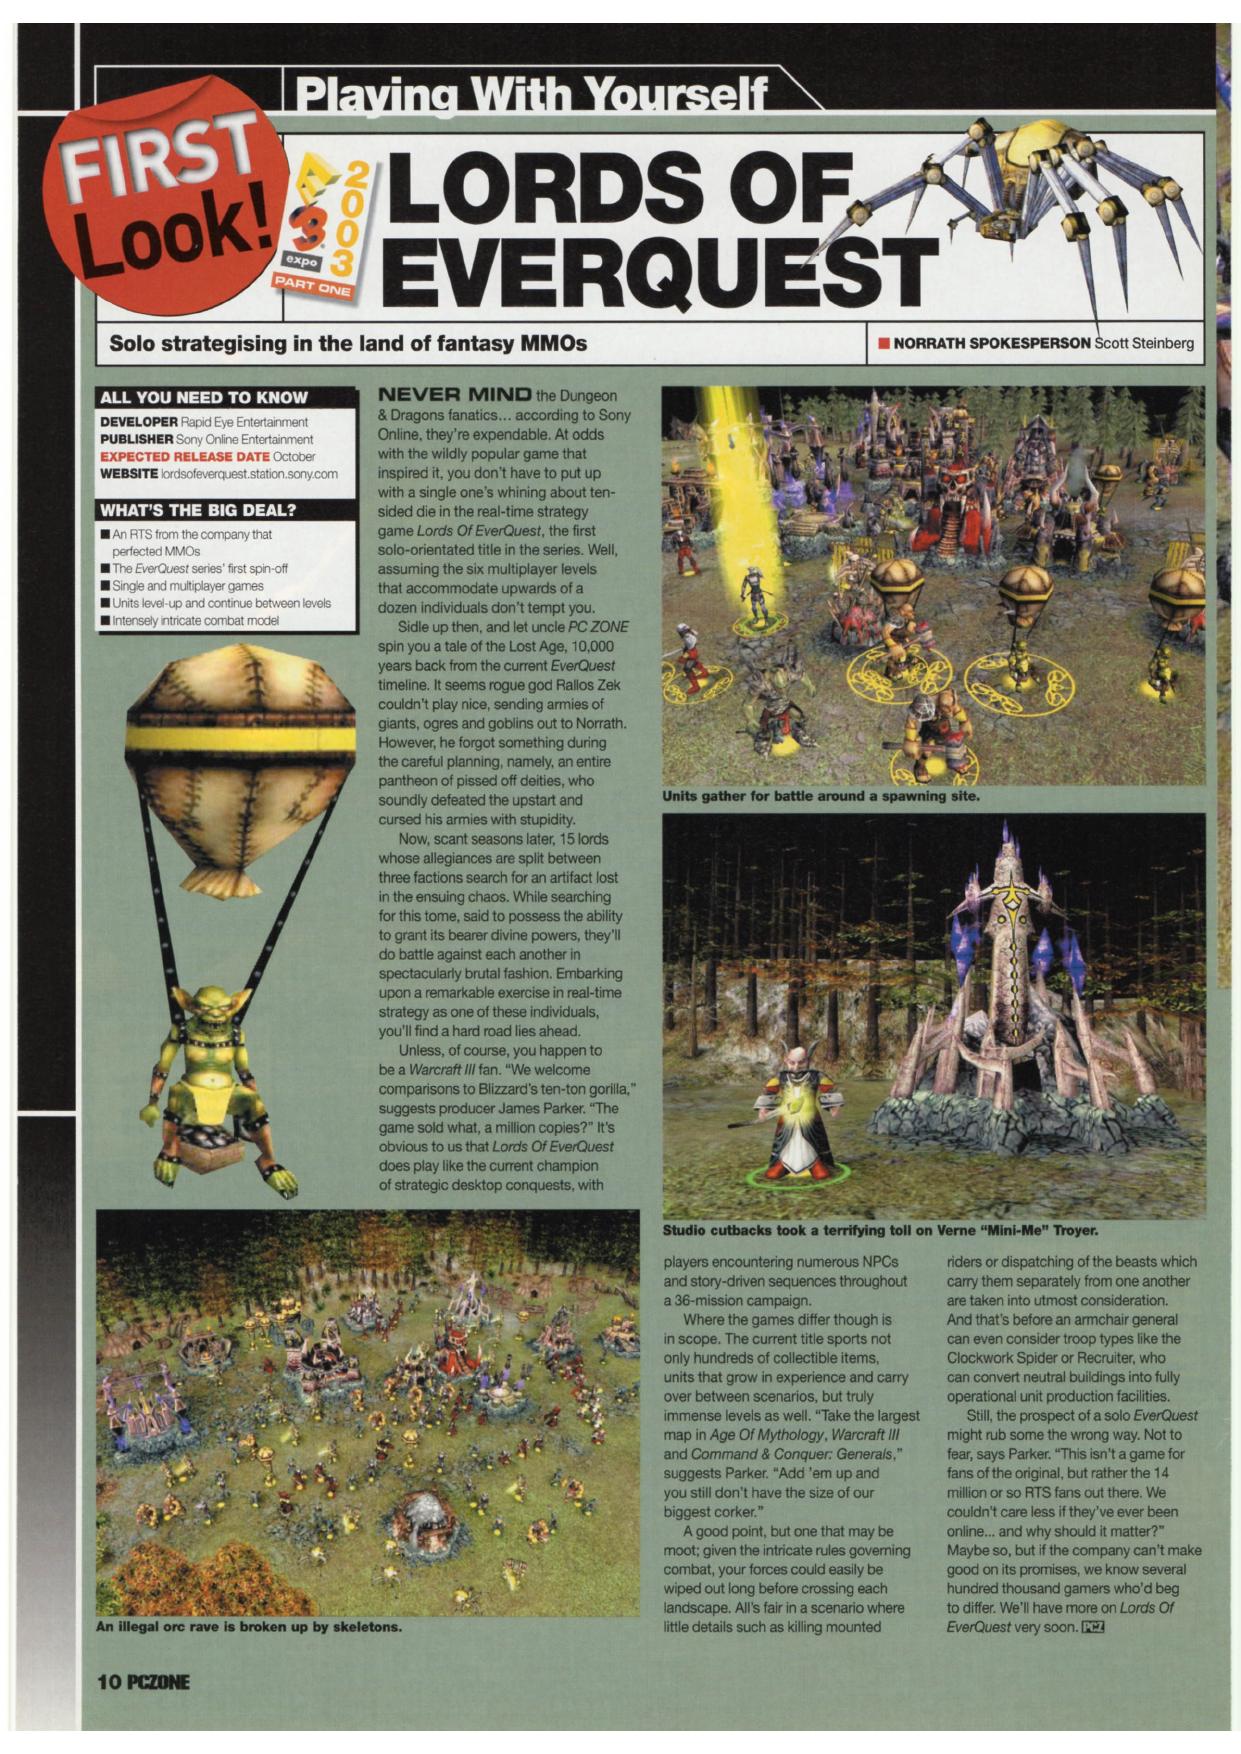 Playing With Yourself
FIRST
Look!
E3
expo
2003
PART ONE
LORDS OF
EVERQUEST
Solo strategising in the land of fantasy MMOs
■ NORRATH SPOKESPERSON Scott Steinberg
ALL YOU NEED TO KNOW
DEVELOPER Rapid Eye Entertainment
PUBLISHER Sony Online Entertainment
EXPECTED RELEASE DATE October
WEBSITE lordsofeverquest.station.sony.com
WHAT'S THE BIG DEAL?
■ An RTS from the company that
perfected MMOs
■ The EverQuest series' first spin-off
■ Single and multiplayer games
■ Units level-up and continue between levels
■ Intensely intricate combat model
NEVER MIND the Dungeon
& Dragons fanatics... according to Sony
Online, they're expendable. At odds
with the wildly popular game that
inspired it, you don't have to put up
with a single one's whining about ten-
sided die in the real-time strategy
game Lords Of EverQuest, the first
solo-orientated title in the series. Well,
assuming the six multiplayer levels
that accommodate upwards of a
dozen individuals don't tempt you.
Sidle up then, and let uncle PC ZONE
spin you a tale of the Lost Age, 10,000
years back from the current EverQuest
timeline. It seems rogue god Rallos Zek
couldn't play nice, sending armies of
giants, ogres and goblins out to Norrath.
However, he forgot something during
the careful planning, namely, an entire
pantheon of pissed off deities, who
soundly defeated the upstart and
cursed his armies with stupidity.
Now, scant seasons later, 15 lords
whose allegiances are split between
three factions search for an artifact lost
in the ensuing chaos. While searching
for this tome, said to possess the ability
to grant its bearer divine powers, they'll
do battle against each another in
spectacularly brutal fashion. Embarking
upon a remarkable exercise in real-time
strategy as one of these individuals,
you'll find a hard road lies ahead.
Unless, of course, you happen to
be a Warcraft III fan. "We welcome
comparisons to Blizzard's ten-ton gorilla,"
suggests producer James Parker. "The
game sold what, a million copies?" It's
obvious to us that Lords Of EverQuest
does play like the current champion
of strategic desktop conquests, with
Units gather for battle around a spawning site.
Studio cutbacks took a terrifying toll on Verne "Mini-Me" Troyer.
An illegal orc rave is broken up by skeletons.
players encountering numerous NPCs
and story-driven sequences throughout
a 36-mission campaign.
Where the games differ though is
in scope. The current title sports not
only hundreds of collectible items,
units that grow in experience and carry
over between scenarios, but truly
immense levels as well. "Take the largest
map in Age Of Mythology, Warcraft III
and Command & Conquer: Generals,"
suggests Parker. "Add 'em up and
you still don't have the size of our
biggest corker."
A good point, but one that may be
moot; given the intricate rules governing
combat, your forces could easily be
wiped out long before crossing each
landscape. All's fair in a scenario where
little details such as killing mounted
riders or dispatching of the beasts which
carry them separately from one another
are taken into utmost consideration.
And that's before an armchair general
can even consider troop types like the
Clockwork Spider or Recruiter, who
can convert neutral buildings into fully
operational unit production facilities.
Still, the prospect of a solo EverQuest
might rub some the wrong way. Not to
fear, says Parker. "This isn't a game for
fans of the original, but rather the 14
million or so RTS fans out there. We
couldn't care less if they've ever been
online... and why should it matter?"
Maybe so, but if the company can't make
good on its promises, we know several
hundred thousand gamers who'd beg
to differ. We'll have more on Lords Of
EverQuest very soon. PCZ
10 PCZONE